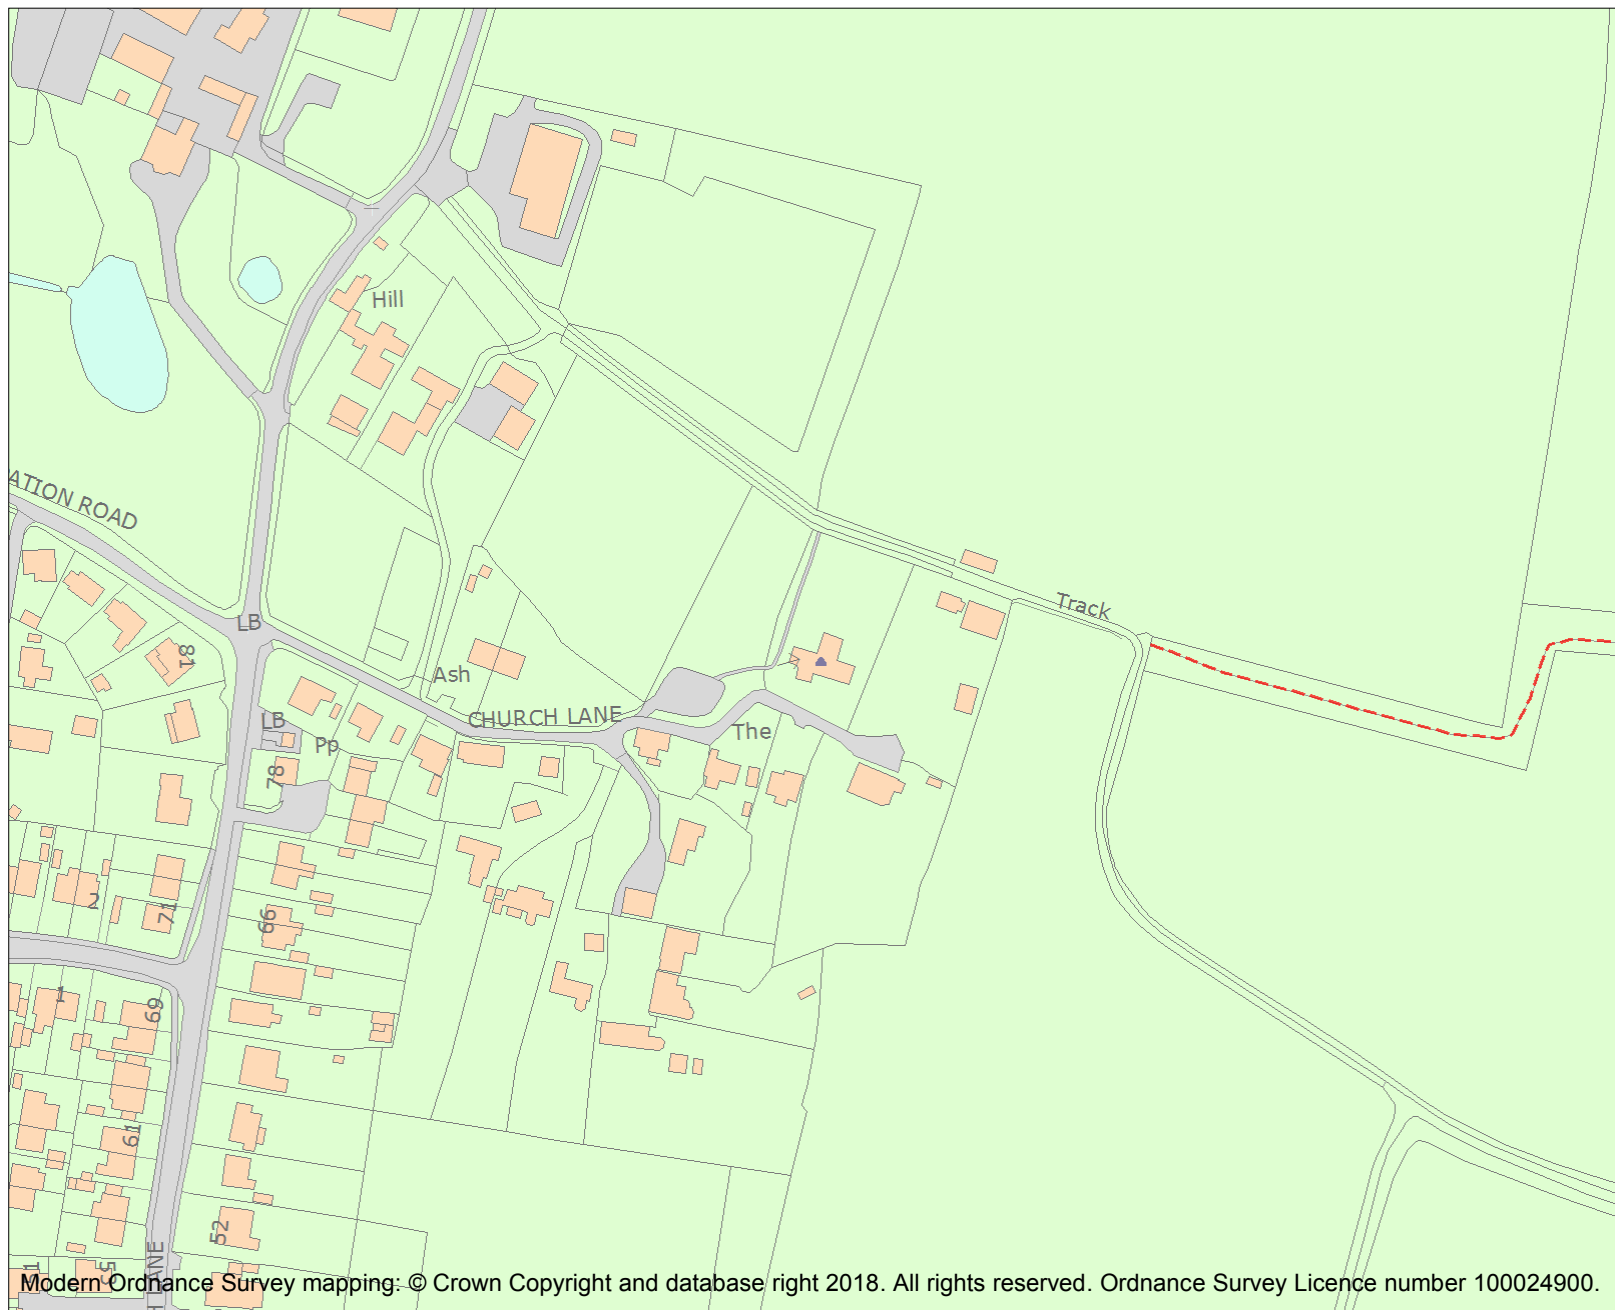 Hill
ATION ROAD
LB
81
Ash
Track
CHURCH LANE
The
LB
Pp
78
2
71
66
1
69
61
52
53
LANE
Modern Ordnance Survey mapping: © Crown Copyright and database right 2018. All rights reserved. Ordnance Survey Licence number 100024900.